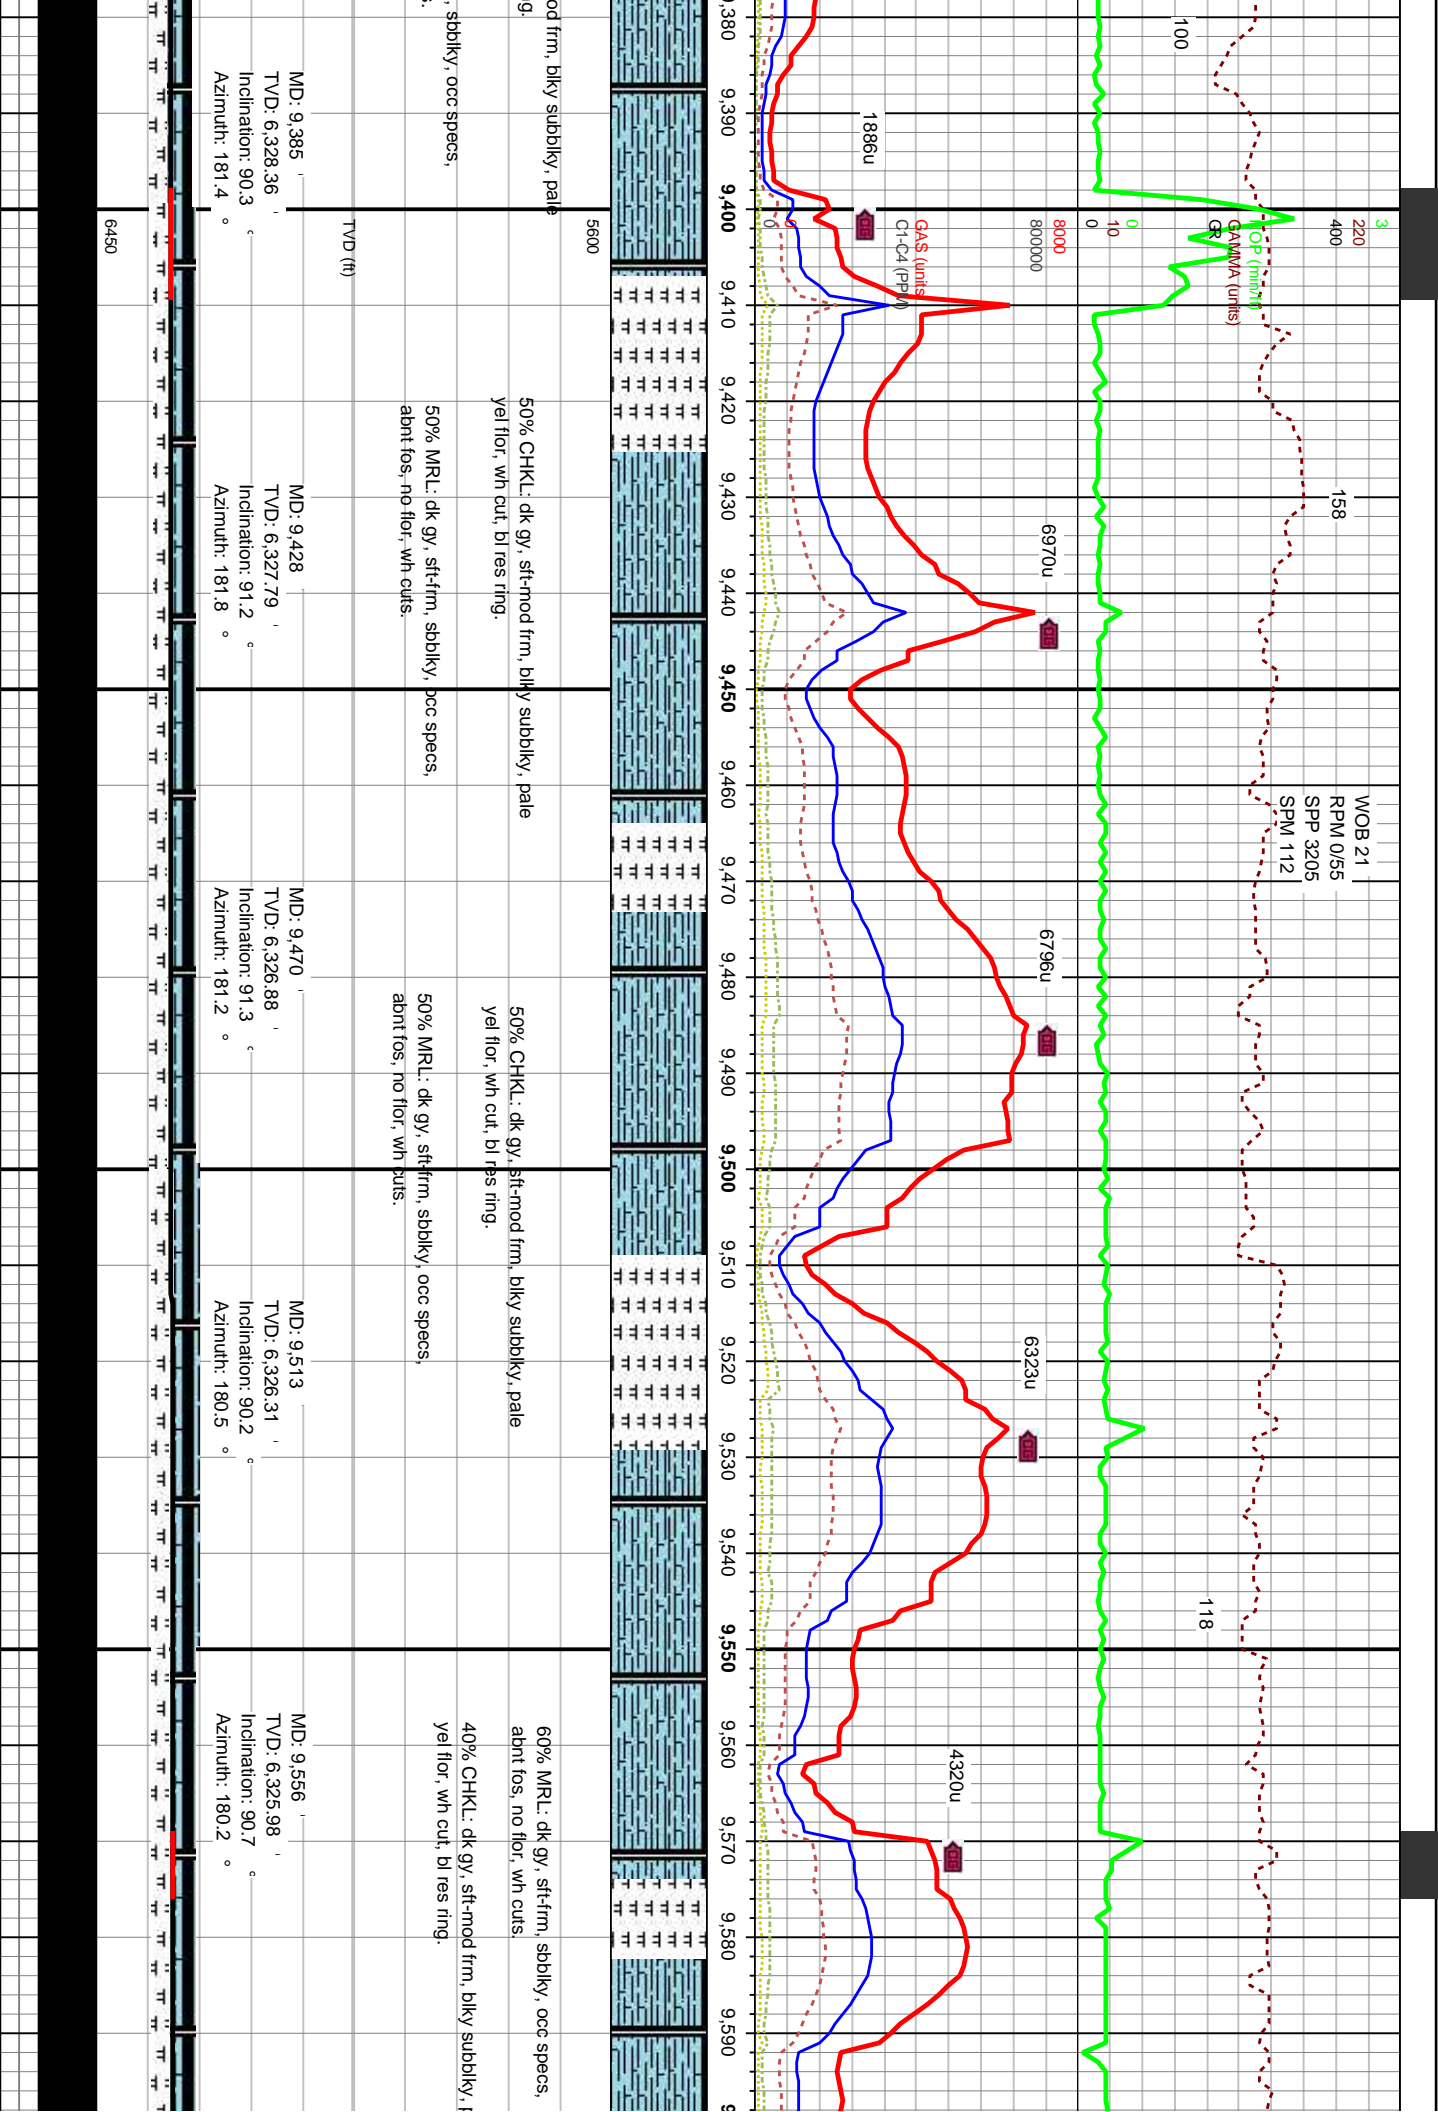 100
158
118
WOB 21
RPM 0/55
SPP 3205
SPM 112
3
220
400
ROP (min/ft)
GAMMA (units)
GR
0
10
0
8000
800000
GAS (units
C1-C4 (PPM)
0
0
1886u
6970u
6796u
6323u
4320u
9,380
9,390
9,400
9,410
9,420
9,430
9,440
9,450
9,460
9,470
9,480
9,490
9,500
9,510
9,520
9,530
9,540
9,550
9,560
9,570
9,580
9,590
od frm, blky subblky, pale
g.
, sbblky, occ specs,
s.
50% CHKL: dk gy, sft-mod frm, blky subblky, pale
yel flor, wh cut, bl res ring.
50% MRL: dk gy, sft-frm, sbblky, occ specs,
abnt fos, no flor, wh cuts.
50% CHKL: dk gy, sft-mod frm, blky subblky, pale
yel flor, wh cut, bl res ring.
50% MRL: dk gy, sft-frm, sbblky, occ specs,
abnt fos, no flor, wh cuts.
60% MRL: dk gy, sft-frm, sbblky, occ specs,
abnt fos, no flor, wh cuts.
40% CHKL: dk gy, sft-mod frm, blky subblky, p
yel flor, wh cut, bl res ring.
5600
TVD (ft)
6450
MD: 9,385 '
TVD: 6,328.36 '
Inclination: 90.3 °
Azimuth: 181.4 °
MD: 9,428 '
TVD: 6,327.79 '
Inclination: 91.2 °
Azimuth: 181.8 °
MD: 9,470 '
TVD: 6,326.88 '
Inclination: 91.3 °
Azimuth: 181.2 °
MD: 9,513 '
TVD: 6,326.31 '
Inclination: 90.2 °
Azimuth: 180.5 °
MD: 9,556 '
TVD: 6,325.98 '
Inclination: 90.7 °
Azimuth: 180.2 °